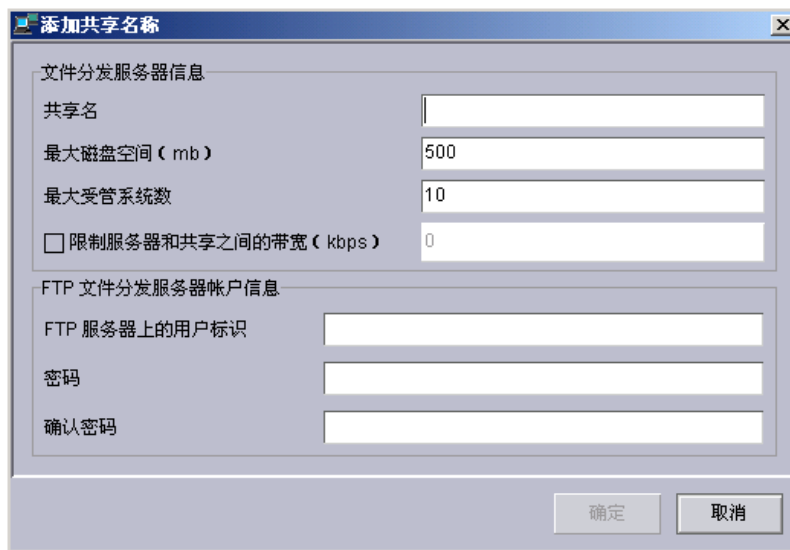 添加共享名称
文件分发服务器信息
共享名
最大磁盘空间（mb） 500
最大受管系统数 10
限制服务器和共享之间的带宽（kbps） 0
FTP 文件分发服务器帐户信息
FTP 服务器上的用户标识
密码
确认密码
确定 取消